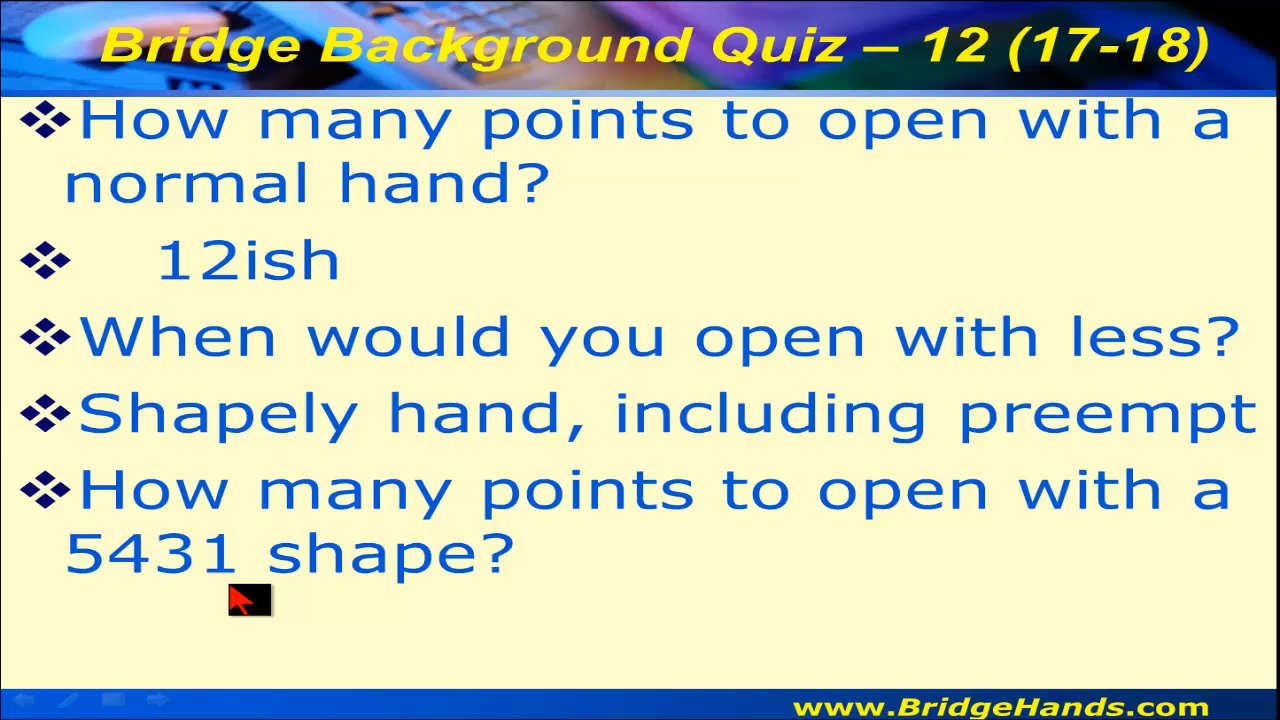 Bridge Background Quiz – 12 (17-18)
How many points to open with a
normal hand?
12ish
When would you open with less?
Shapely hand, including preempt
How many points to open with a
5431 shape?
www.BridgeHands.com